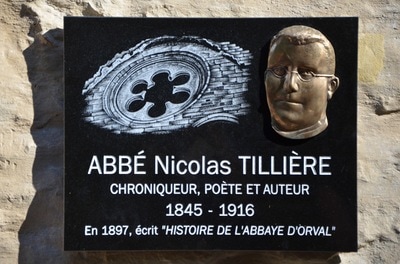 ABBÉ Nicolas TILLIÈRE
CHRONIQUEUR, POÈTE ET AUTEUR
1845 - 1916
En 1897, écrit "HISTOIRE DE L'ABBAYE D'ORVAL"